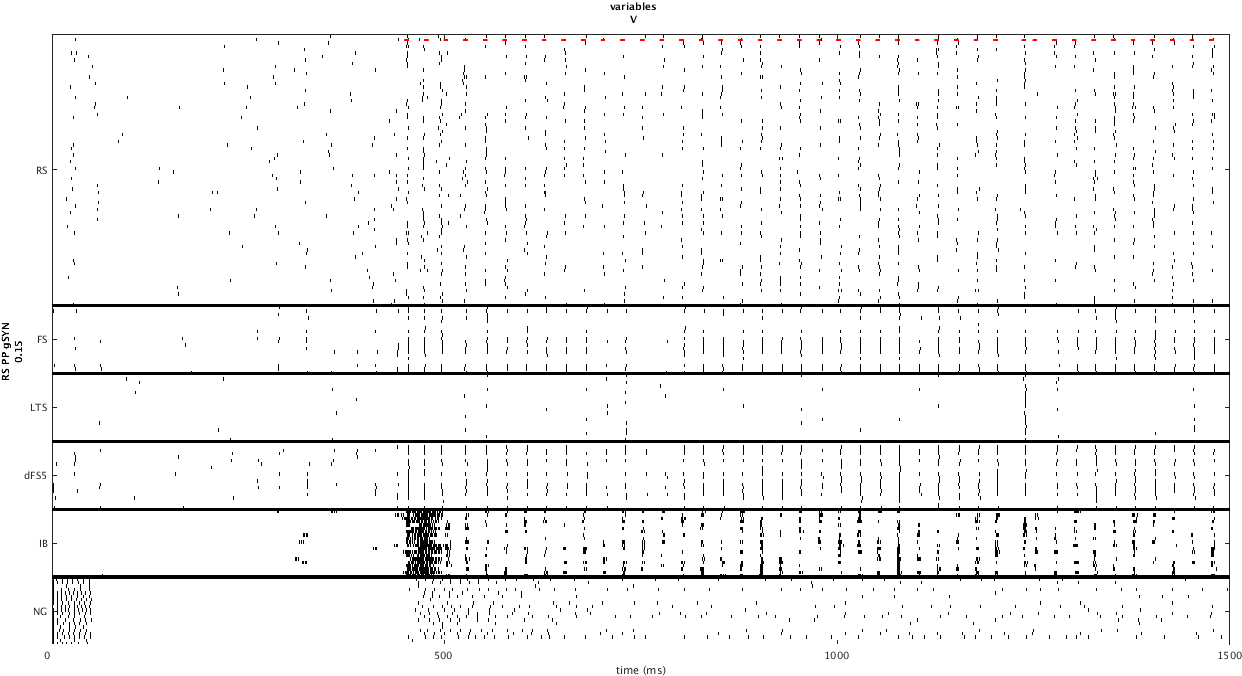 variables
V
RS PP gSYN
0.15
RS
FS
LTS
dFS5
IB
NG
0
500
1000
1500
time (ms)